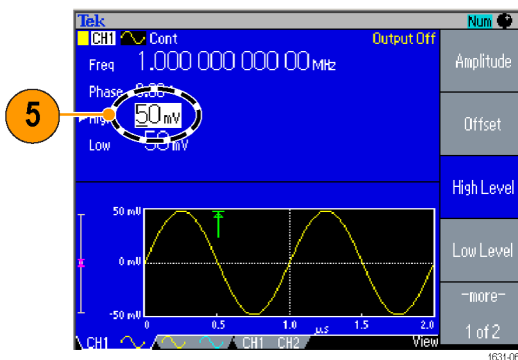 Tek
Num
CH1 Cont
Output Off
Freq 1.000 000 000 00 MHz
Phase
5
High 50 mV
Low 50 mV
Amplitude
Offset
High Level
Low Level
-more-
1 of 2
50 mV
0 mV
-50 mV
0 0.5 1.0 µs 1.5 2.0
CH1 CH1 CH2 View
1631-06